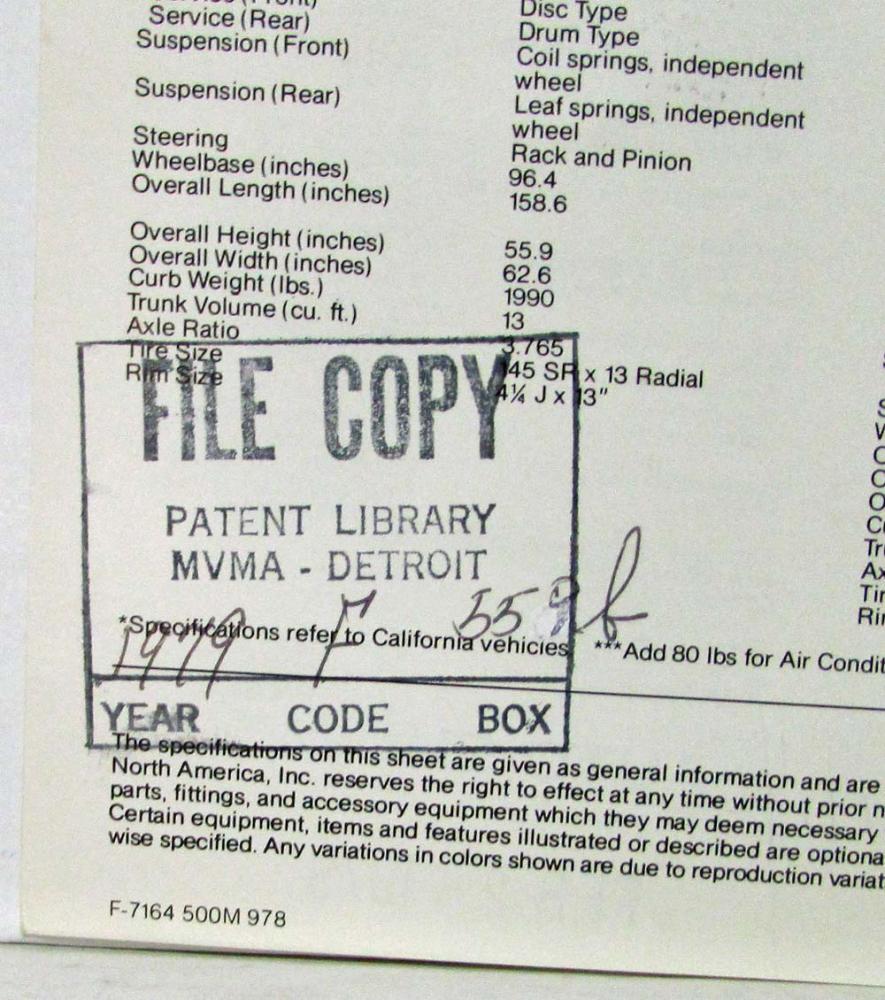 Service (Rear) Disc Type
Suspension (Front) Drum Type
Coil springs, independent
wheel
Suspension (Rear) Leaf springs, independent
wheel
Steering Rack and Pinion
Wheelbase (inches) 96.4
Overall Length (inches) 158.6
Overall Height (inches) 55.9
Overall Width (inches) 62.6
Curb Weight (lbs.) 1990
Trunk Volume (cu. ft.) 13
Axle Ratio 3.765
Tire Size 145 SR x 13 Radial
Rim Size 4¼ J x 13"
FILE COPY
PATENT LIBRARY
MVMA - DETROIT
1979 F 558
*Specifications refer to California vehicles ***Add 80 lbs for Air Condit
YEAR CODE BOX
The specifications on this sheet are given as general information and are
North America, Inc. reserves the right to effect at any time without prior n
parts, fittings, and accessory equipment which they may deem necessary
Certain equipment, items and features illustrated or described are optiona
wise specified. Any variations in colors shown are due to reproduction variat
F-7164 500M 978